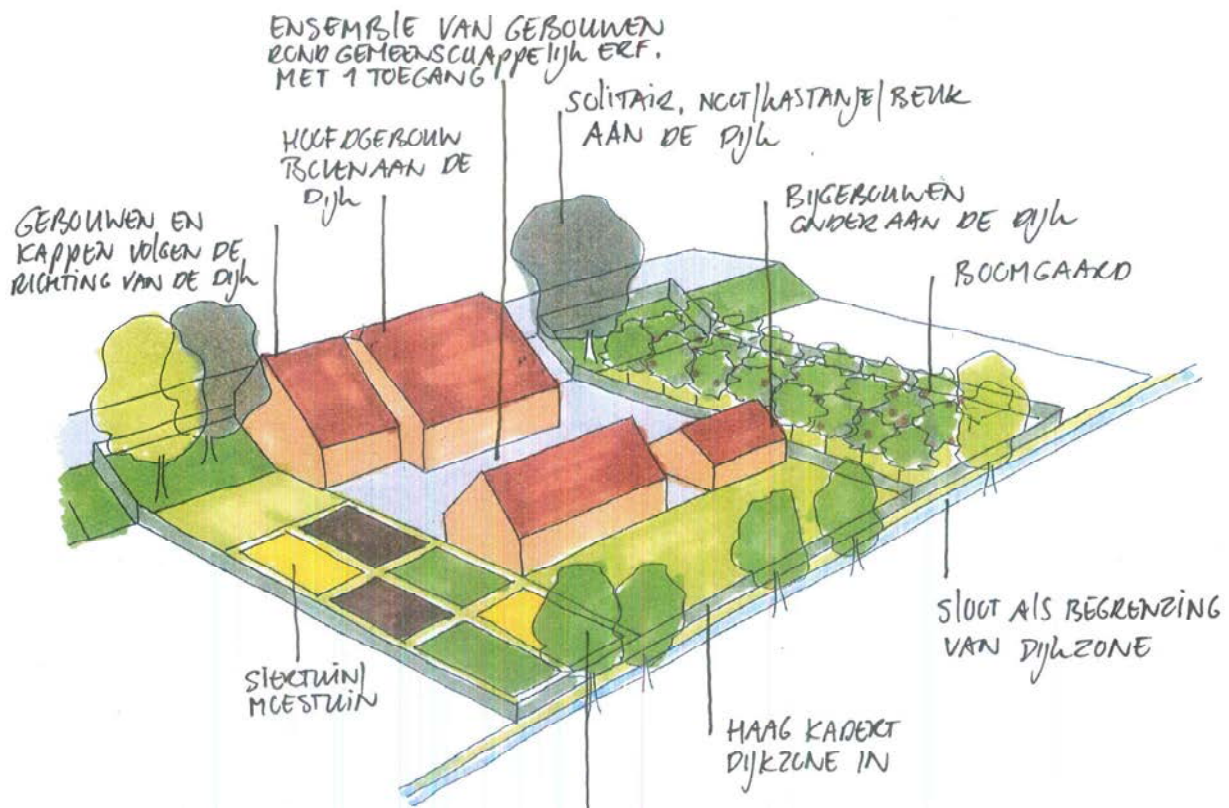 ENSEMBLE VAN GEBOUWEN
ROND GEMEENSCHAPPELIJK ERF.
MET 1 TOEGANG
SOLITAIR, NOOT/KASTANJE/BEUK
AAN DE DIJK
HOOFDGEBOUW
BOVENAAN DE
DIJK
BIJGEBOUWEN
ONDER AAN DE DIJK
GEBOUWEN EN
KAPPEN VOLGEN DE
RICHTING VAN DE DIJK
BOOMGAARD
SLOOT ALS BEGRENZING
VAN DIJKZONE
SIERTUIN/
MOESTUIN
HAAG KADERT
DIJKZONE IN